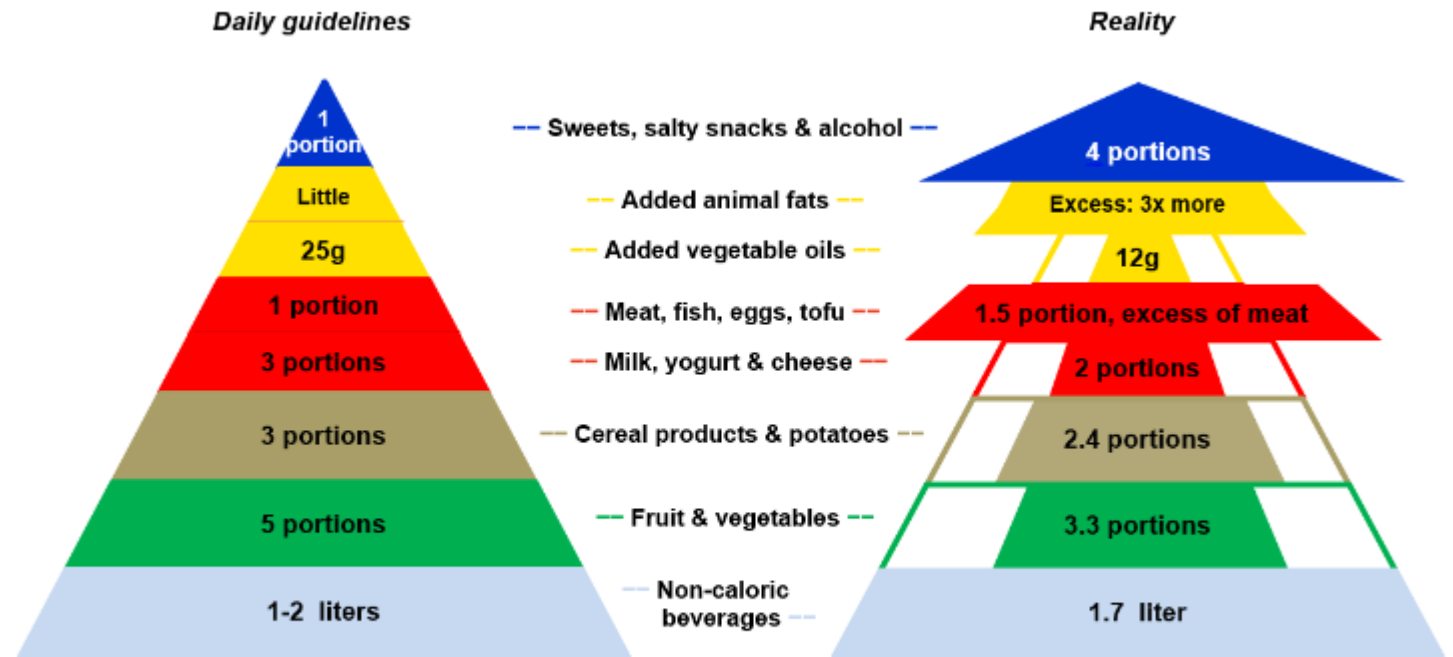 Daily guidelines
Reality
1
portion
Sweets, salty snacks & alcohol
4 portions
Little
Added animal fats
Excess: 3x more
25g
Added vegetable oils
12g
1 portion
Meat, fish, eggs, tofu
1.5 portion, excess of meat
3 portions
Milk, yogurt & cheese
2 portions
3 portions
Cereal products & potatoes
2.4 portions
5 portions
Fruit & vegetables
3.3 portions
1-2 liters
Non-caloric
beverages
1.7 liter